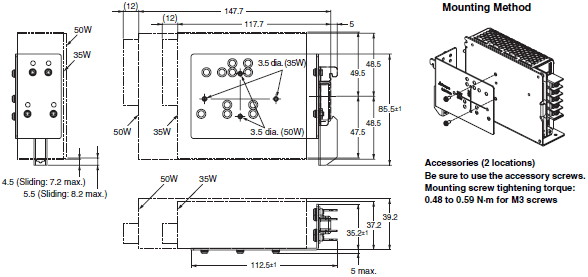 (12)
147.7
Mounting Method
(12)
117.7
5
50W
35W
3.5 dia. (35W)
48.5
49.5
85.5±1
48.5
47.5
50W
35W
3.5 dia. (50W)
4.5 (Sliding: 7.2 max.)
5.5 (Sliding: 8.2 max.)
Accessories (2 locations)
Be sure to use the accessory screws.
Mounting screw tightening torque:
0.48 to 0.59 N·m for M3 screws
50W
35W
5
35.2±1
37.2
39.2
112.5±1
5 max.